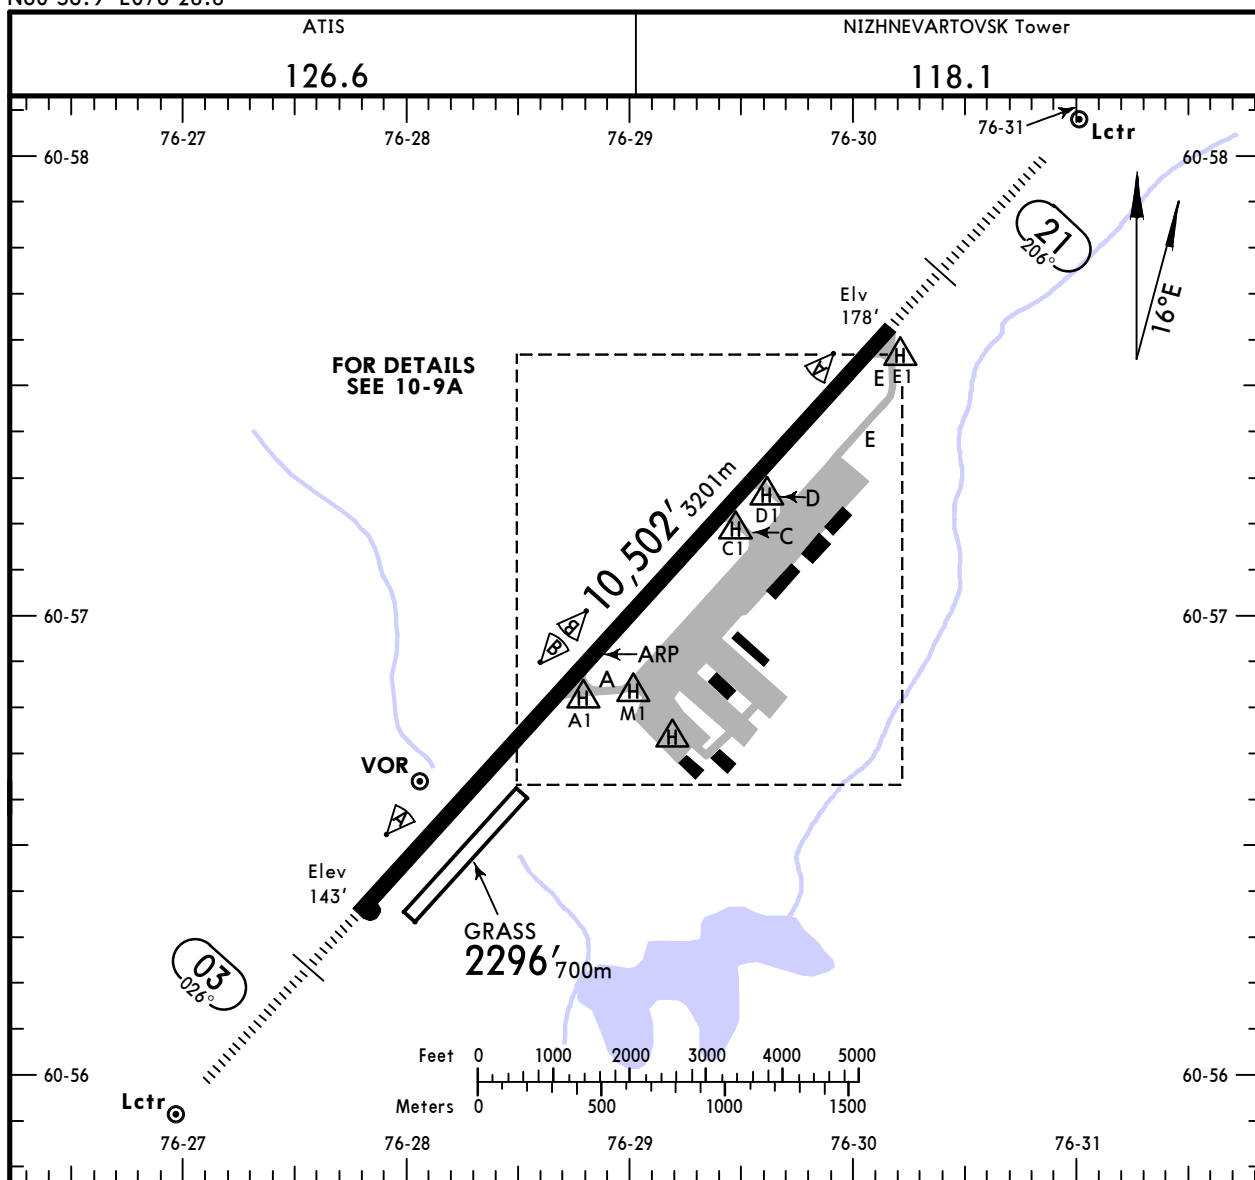 ATIS
NIZHNEVARTOVSK Tower
126.6
118.1
76-27
76-28
76-29
76-30
76-31
Lctr
60-58
60-58
21
206°
16°E
Elv
178'
FOR DETAILS
SEE 10-9A
A
H
E
E1
E
10,502' 3201m
H
D1
D
H
C1
C
60-57
60-57
B
B
ARP
A
H
A1
H
M1
H
VOR
A
Elev
143'
GRASS
2296' 700m
03
026°
Feet 0 1000 2000 3000 4000 5000
Meters 0 500 1000 1500
60-56
60-56
Lctr
76-27
76-28
76-29
76-30
76-31